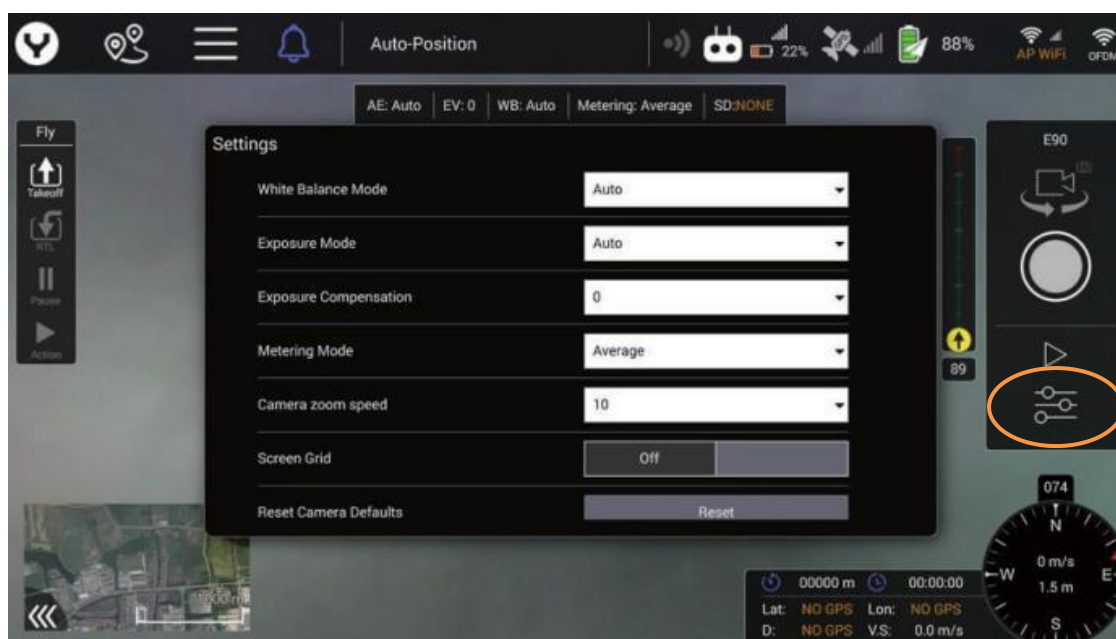 Auto-Position
22%
88%
AP WiFi
OFDM
AE: Auto EV: 0 WB: Auto Metering: Average SD:NONE
Fly
Takeoff
RTL
Pause
Action
Settings
White Balance Mode Auto
Exposure Mode Auto
Exposure Compensation 0
Metering Mode Average
Camera zoom speed 10
Screen Grid Off
Reset Camera Defaults Reset
89
E90
074
N
W
E
S
0 m/s
1.5 m
1000 m
00000 m 00:00:00
Lat: NO GPS Lon: NO GPS
D: NO GPS V.S: 0.0 m/s